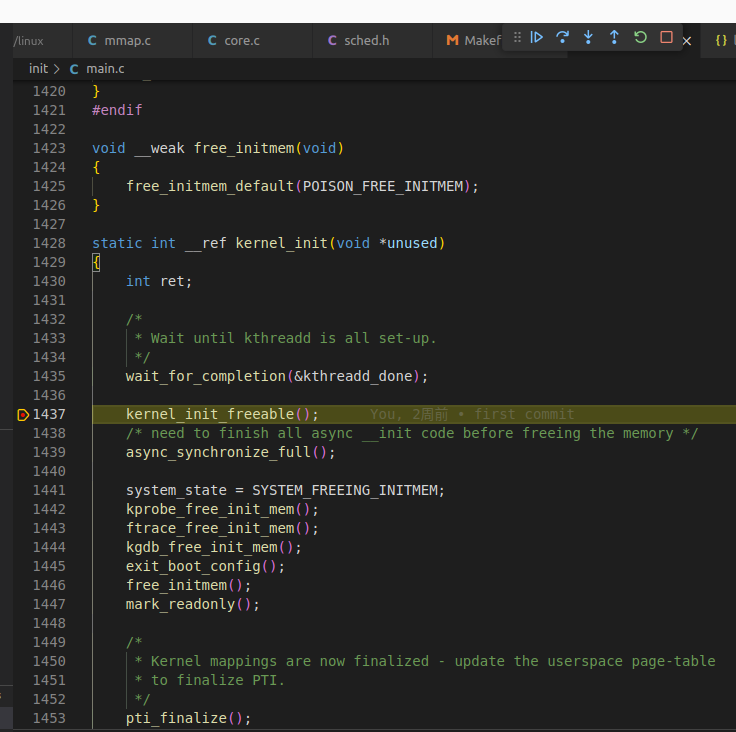 /linux
mmap.c
core.c
sched.h
Makef
init > main.c
1420 }
1421 #endif
1422
1423 void __weak free_initmem(void)
1424 {
1425 free_initmem_default(POISON_FREE_INITMEM);
1426 }
1427
1428 static int __ref kernel_init(void *unused)
1429 {
1430 int ret;
1431
1432 /*
1433 * Wait until kthreadd is all set-up.
1434 */
1435 wait_for_completion(&kthreadd_done);
1436
1437 kernel_init_freeable(); You, 2周前 • first commit
1438 /* need to finish all async __init code before freeing the memory */
1439 async_synchronize_full();
1440
1441 system_state = SYSTEM_FREEING_INITMEM;
1442 kprobe_free_init_mem();
1443 ftrace_free_init_mem();
1444 kgdb_free_init_mem();
1445 exit_boot_config();
1446 free_initmem();
1447 mark_readonly();
1448
1449 /*
1450 * Kernel mappings are now finalized - update the userspace page-table
1451 * to finalize PTI.
1452 */
1453 pti_finalize();